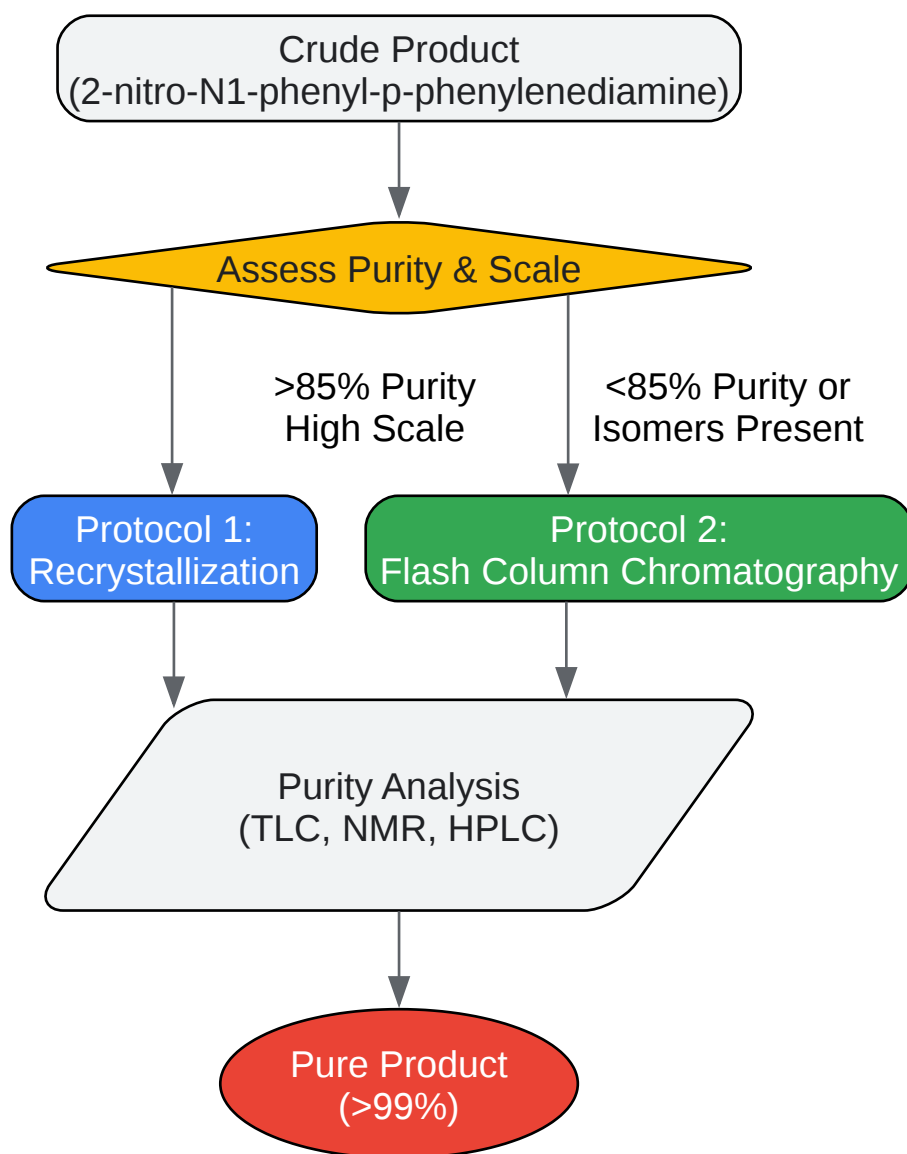 Crude Product
(2-nitro-N1-phenyl-p-phenylenediamine)
Assess Purity & Scale
>85% Purity
High Scale
<85% Purity or
Isomers Present
Protocol 1:
Recrystallization
Protocol 2:
Flash Column Chromatography
Purity Analysis
(TLC, NMR, HPLC)
Pure Product
(>99%)